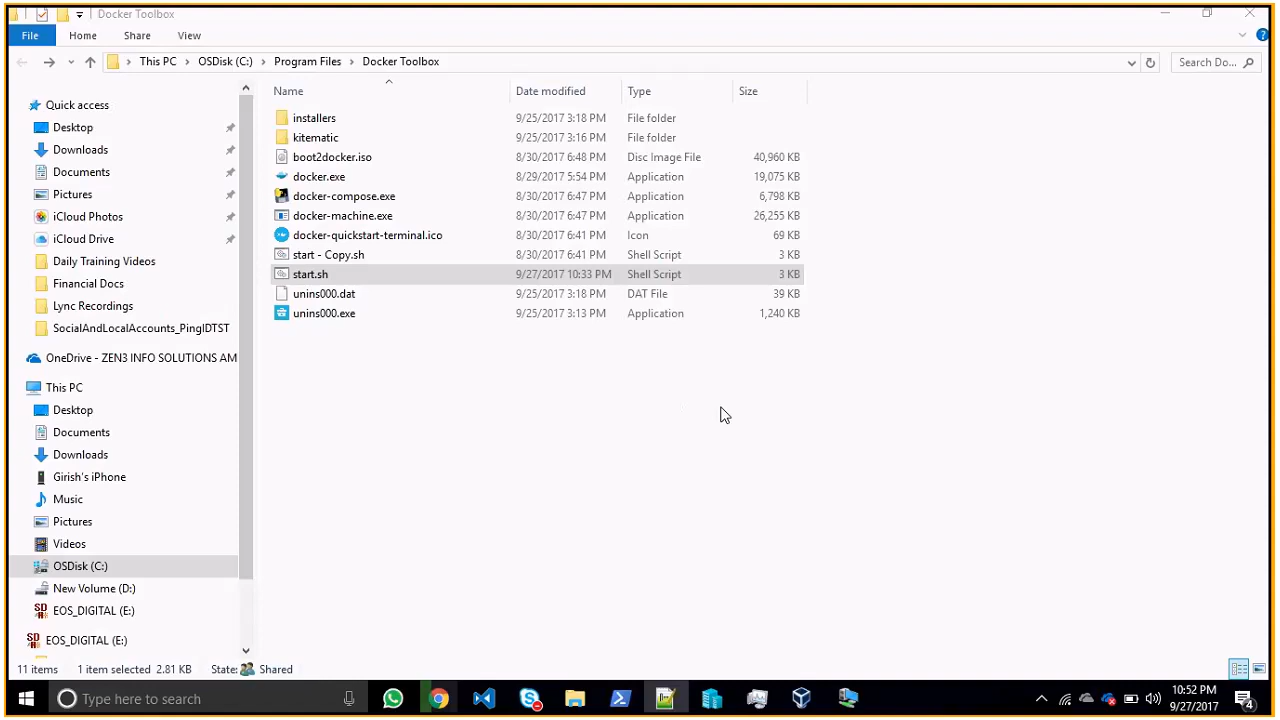 Docker Toolbox
File Home Share View
This PC OSDisk (C:) Program Files Docker Toolbox Search Do...
Name Date modified Type Size
Quick access
Desktop
Downloads
Documents
Pictures
iCloud Photos
iCloud Drive
Daily Training Videos
Financial Docs
Lync Recordings
SocialAndLocalAccounts_PingIDTST
OneDrive - ZEN3 INFO SOLUTIONS AM
This PC
Desktop
Documents
Downloads
Girish's iPhone
Music
Pictures
Videos
OSDisk (C:)
New Volume (D:)
EOS_DIGITAL (E:)
EOS_DIGITAL (E:)
installers 9/25/2017 3:18 PM File folder
kitematic 9/25/2017 3:16 PM File folder
boot2docker.iso 8/30/2017 6:48 PM Disc Image File 40,960 KB
docker.exe 8/29/2017 5:54 PM Application 19,075 KB
docker-compose.exe 8/30/2017 6:47 PM Application 6,798 KB
docker-machine.exe 8/30/2017 6:47 PM Application 26,255 KB
docker-quickstart-terminal.ico 8/30/2017 6:41 PM Icon 69 KB
start - Copy.sh 8/30/2017 6:41 PM Shell Script 3 KB
start.sh 9/27/2017 10:33 PM Shell Script 3 KB
unins000.dat 9/25/2017 3:18 PM DAT File 39 KB
unins000.exe 9/25/2017 3:13 PM Application 1,240 KB
11 items 1 item selected 2.81 KB State: Shared
Type here to search
10:52 PM
9/27/2017
4